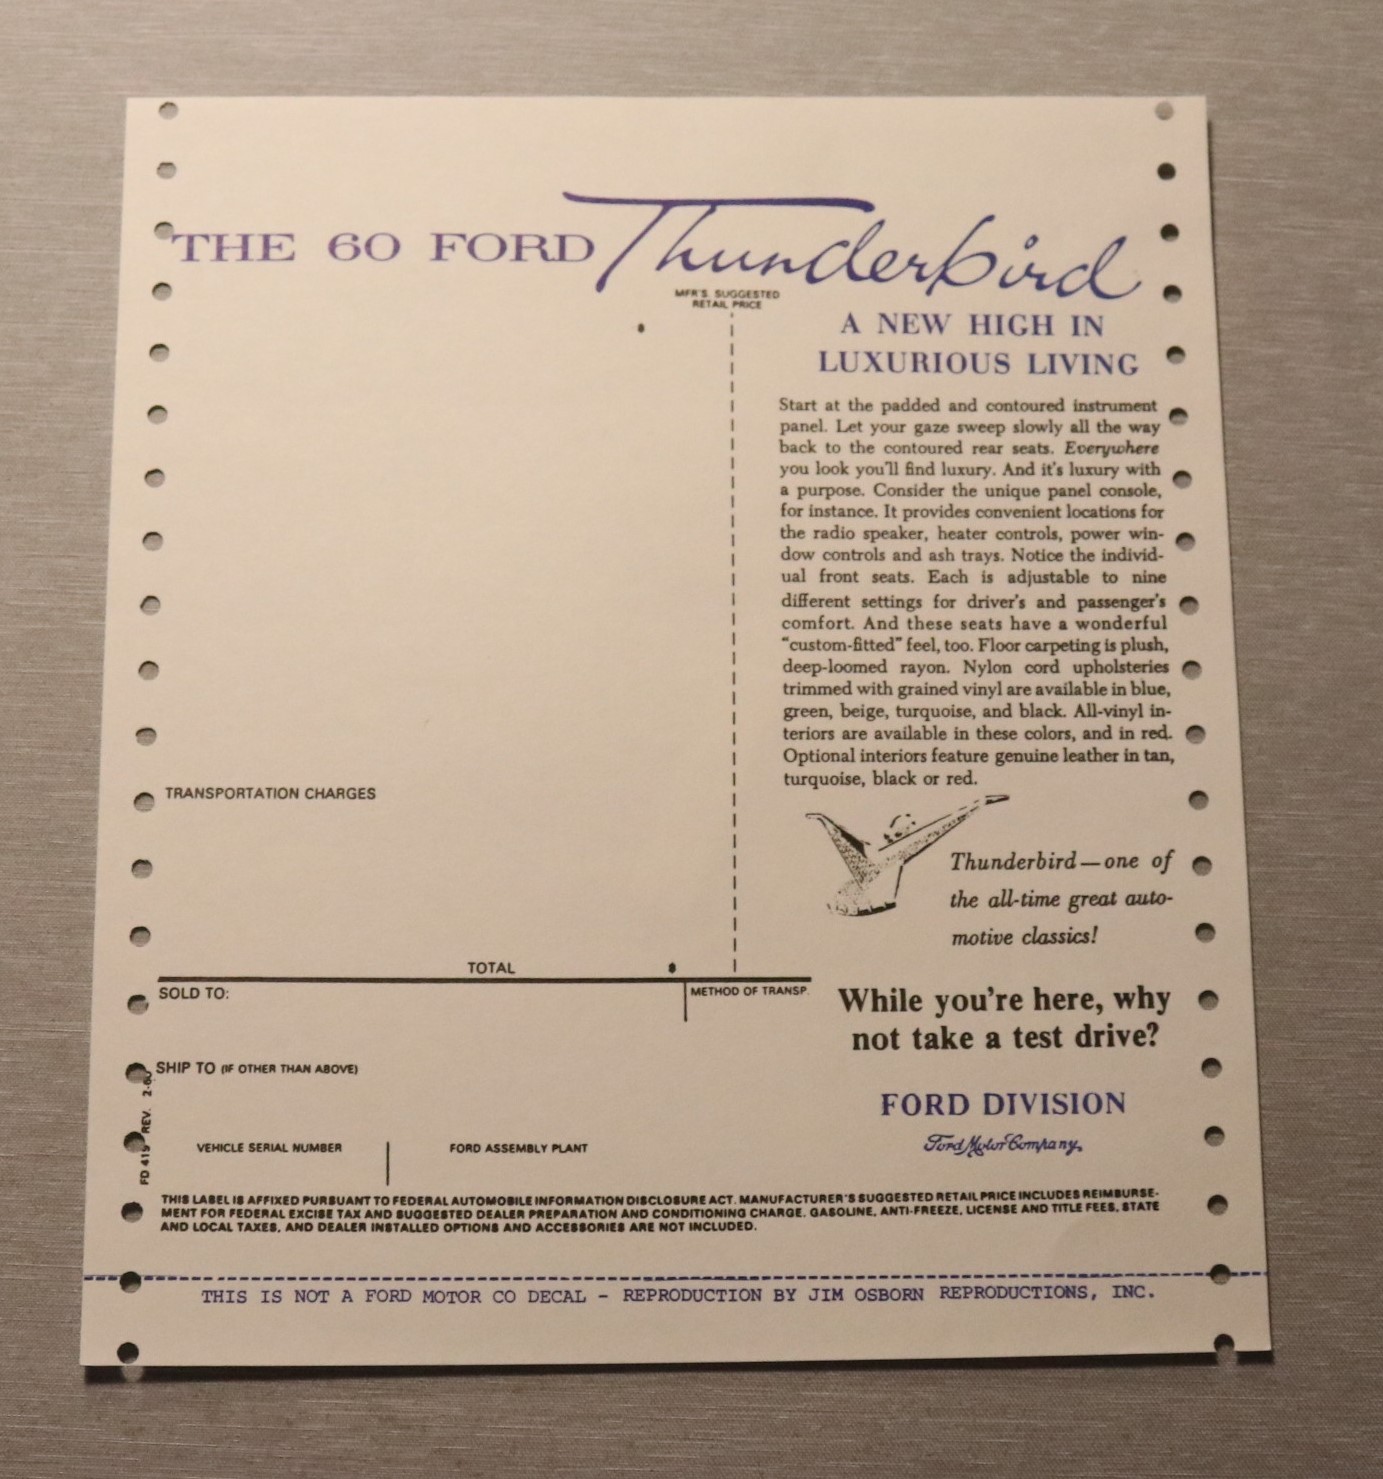 THE 60 FORD Thunderbird
MFR'S. SUGGESTED
RETAIL PRICE
A NEW HIGH IN
LUXURIOUS LIVING
Start at the padded and contoured instrument
panel. Let your gaze sweep slowly all the way
back to the contoured rear seats. Everywhere
you look you'll find luxury. And it's luxury with
a purpose. Consider the unique panel console,
for instance. It provides convenient locations for
the radio speaker, heater controls, power win-
dow controls and ash trays. Notice the individ-
ual front seats. Each is adjustable to nine
different settings for driver's and passenger's
comfort. And these seats have a wonderful
"custom-fitted" feel, too. Floor carpeting is plush,
deep-loomed rayon. Nylon cord upholsteries
trimmed with grained vinyl are available in blue,
green, beige, turquoise, and black. All-vinyl in-
teriors are available in these colors, and in red.
Optional interiors feature genuine leather in tan,
turquoise, black or red.
TRANSPORTATION CHARGES
Thunderbird—one of
the all-time great auto-
motive classics!
TOTAL
SOLD TO:
METHOD OF TRANSP.
While you're here, why
not take a test drive?
SHIP TO (IF OTHER THAN ABOVE)
FORD DIVISION
Ford Motor Company,
VEHICLE SERIAL NUMBER
FORD ASSEMBLY PLANT
FD 419 REV. 2-60
THIS LABEL IS AFFIXED PURSUANT TO FEDERAL AUTOMOBILE INFORMATION DISCLOSURE ACT. MANUFACTURER'S SUGGESTED RETAIL PRICE INCLUDES REIMBURSE-
MENT FOR FEDERAL EXCISE TAX AND SUGGESTED DEALER PREPARATION AND CONDITIONING CHARGE. GASOLINE, ANTI-FREEZE, LICENSE AND TITLE FEES, STATE
AND LOCAL TAXES, AND DEALER INSTALLED OPTIONS AND ACCESSORIES ARE NOT INCLUDED.
THIS IS NOT A FORD MOTOR CO DECAL - REPRODUCTION BY JIM OSBORN REPRODUCTIONS, INC.